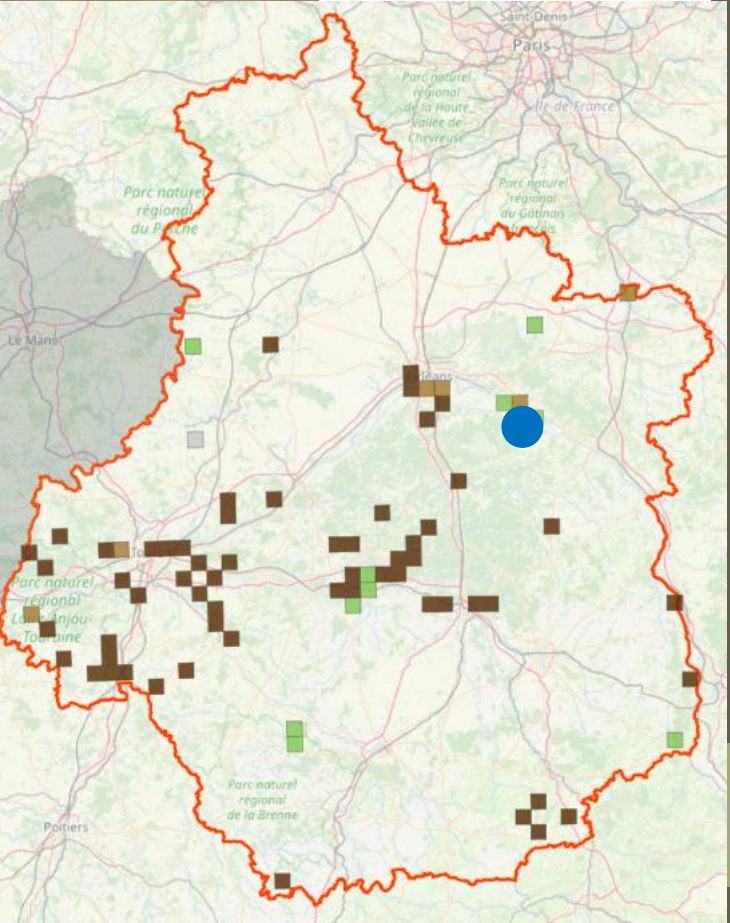 Saint-Denis
Paris
Parc naturel
régional
de la Haute
Vallée de
Chevreuse
Ile-de-France
Parc naturel
régional
du Gâtinais
français
Parc naturel
régional
du Perche
Le Mans
Orléans
Parc naturel
régional
Loire-Anjou-
Touraine
Parc naturel
régional
de la Brenne
Poitiers